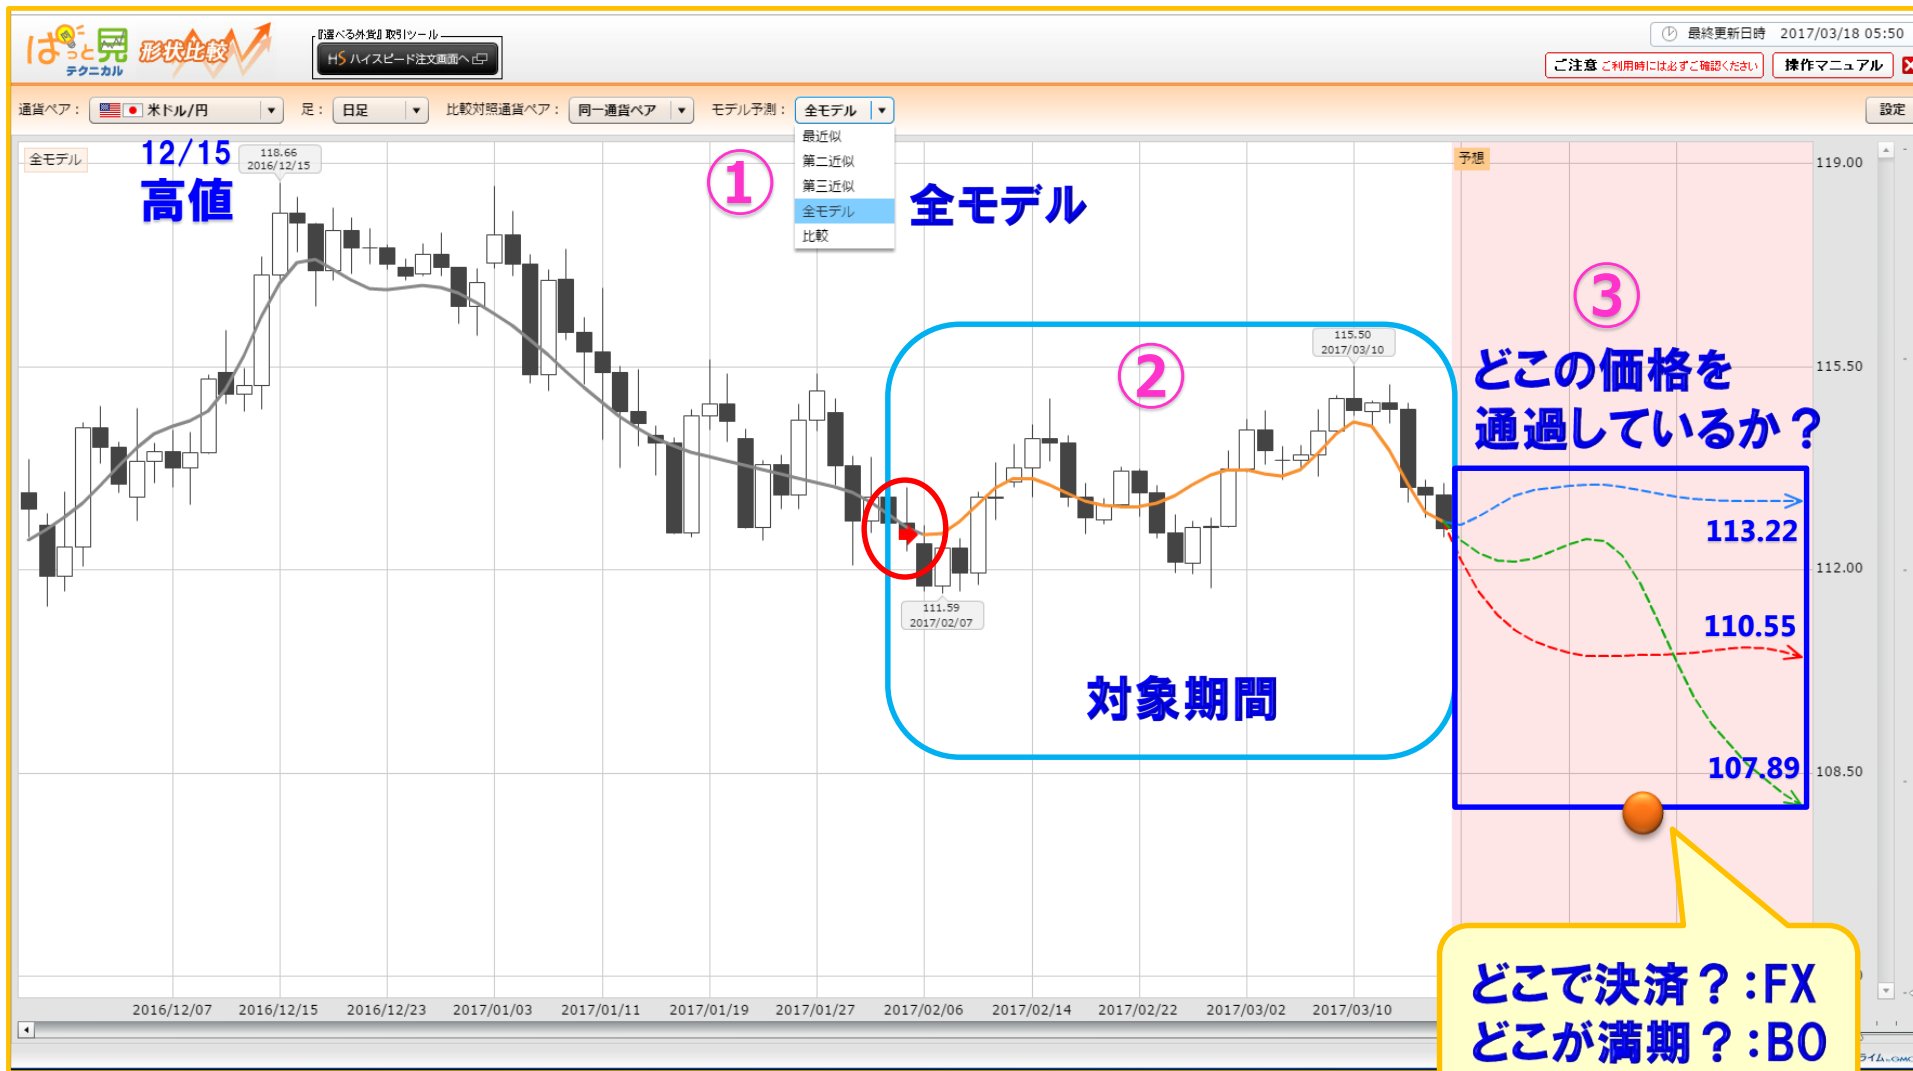 ぱっと見
テクニカル
形状比較
『選べる外貨』取引ツール
HS ハイスピード注文画面へ
最終更新日時 2017/03/18 05:50
ご注意 ご利用時には必ずご確認ください
操作マニュアル
通貨ペア： 米ドル/円
足： 日足
比較対照通貨ペア： 同一通貨ペア
モデル予測： 全モデル
設定
最近似
第二近似
第三近似
全モデル
比較
全モデル
12/15
高値
118.66
2016/12/15
①
全モデル
予想
119.00
③
どこの価格を
通過しているか？
②
115.50
2017/03/10
115.50
113.22
112.00
111.59
2017/02/07
110.55
対象期間
107.89
108.50
どこで決済？:FX
どこが満期？:BO
2016/12/07
2016/12/15
2016/12/23
2017/01/03
2017/01/11
2017/01/19
2017/01/27
2017/02/06
2017/02/14
2017/02/22
2017/03/02
2017/03/10